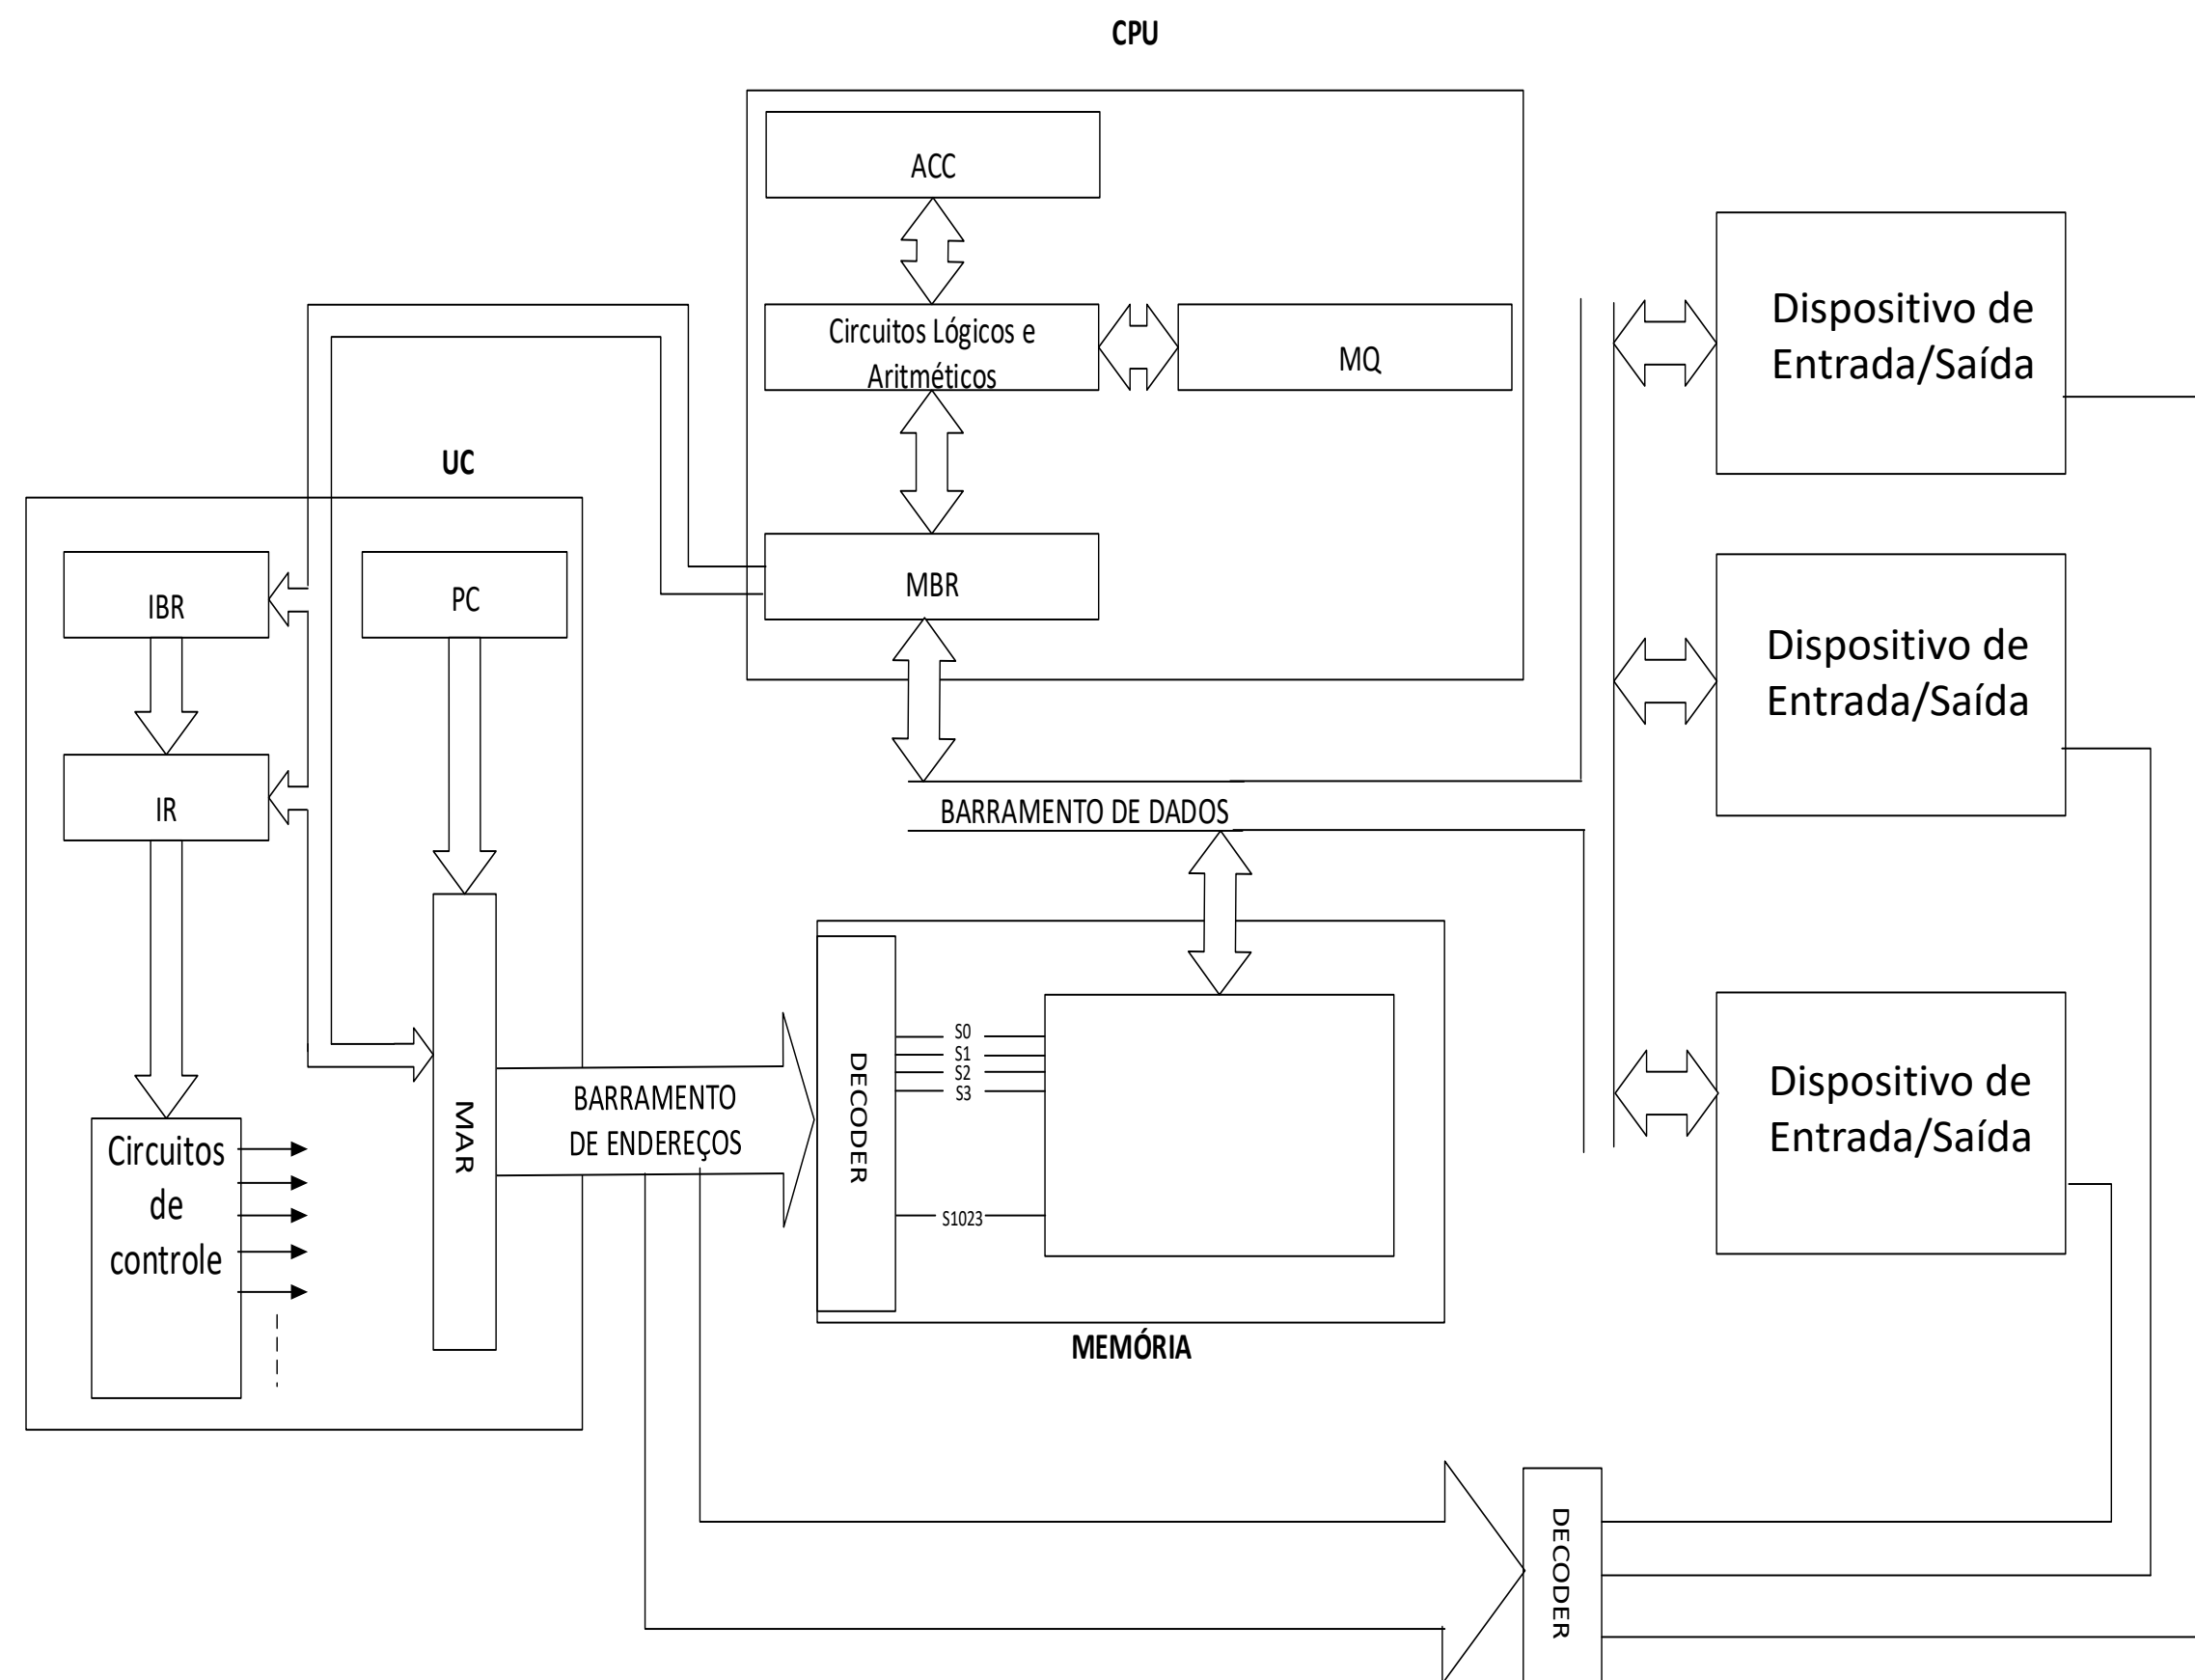 CPU
ACC
Circuitos Lógicos e
Aritméticos
MQ
MBR
UC
IBR
PC
IR
Circuitos
de
controle
MAR
BARRAMENTO
DE ENDEREÇOS
BARRAMENTO DE DADOS
DECODER
S0
S1
S2
S3
S1023
MEMÓRIA
Dispositivo de
Entrada/Saída
Dispositivo de
Entrada/Saída
Dispositivo de
Entrada/Saída
DECODER